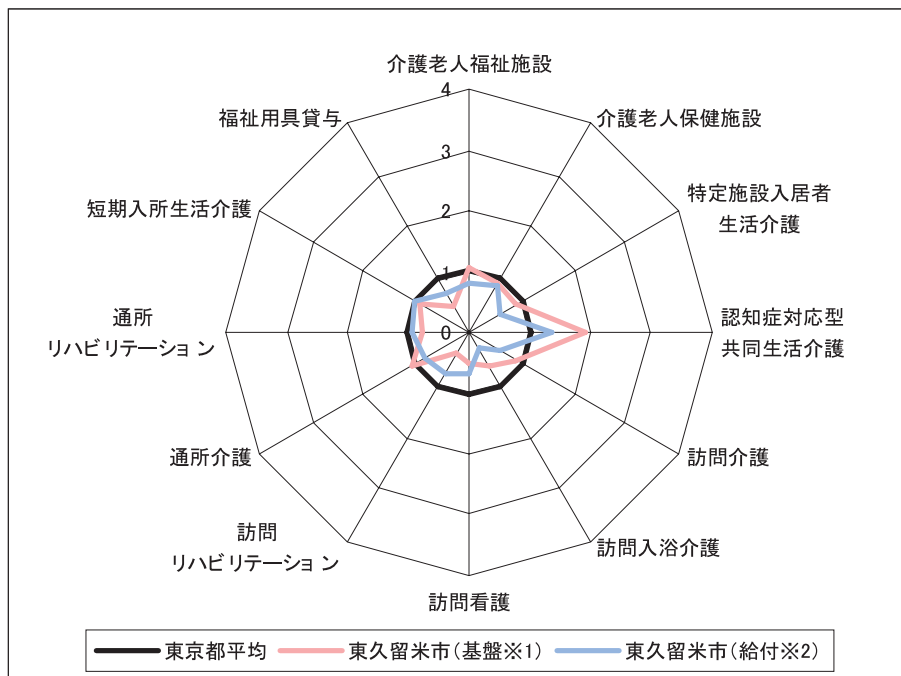 介護老人福祉施設
介護老人保健施設
特定施設入居者
生活介護
認知症対応型
共同生活介護
訪問介護
訪問入浴介護
訪問看護
訪問
リハビリテーション
通所介護
通所
リハビリテーション
短期入所生活介護
福祉用具貸与
4
3
2
1
0
東京都平均
東久留米市(基盤※1)
東久留米市(給付※2)